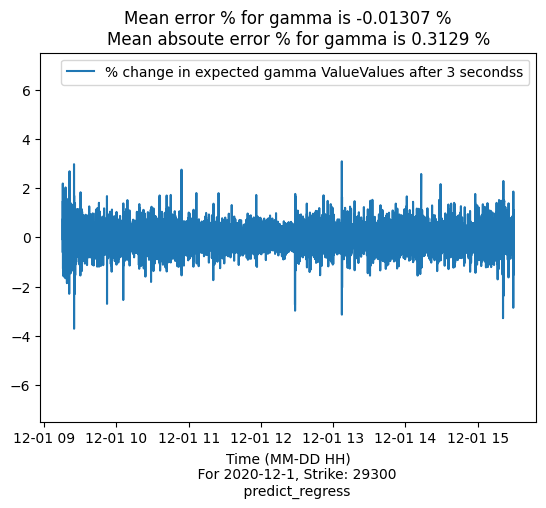 Mean error % for gamma is -0.01307 %
Mean absoute error % for gamma is 0.3129 %
% change in expected gamma ValueValues after 3 secondss
6
4
2
0
−2
−4
−6
12-01 09 12-01 10 12-01 11 12-01 12 12-01 13 12-01 14 12-01 15
Time (MM-DD HH)
For 2020-12-1, Strike: 29300
predict_regress